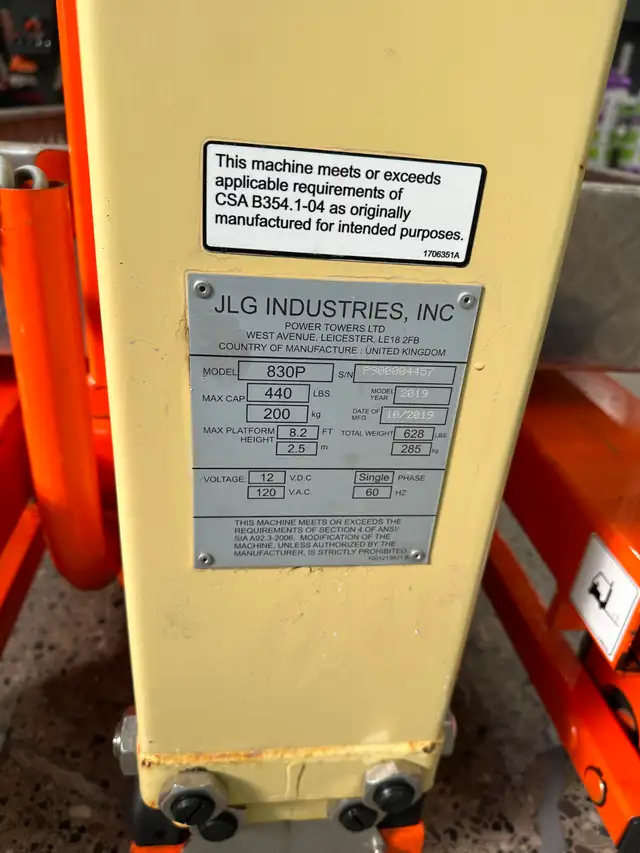 This machine meets or exceeds
applicable requirements of
CSA B354.1-04 as originally
manufactured for intended purposes.
1706351A
JLG INDUSTRIES, INC
POWER TOWERS LTD
WEST AVENUE, LEICESTER, LE18 2FB
COUNTRY OF MANUFACTURE : UNITED KINGDOM
MODEL 830P S/N P900004457
MAX CAP 440 LBS. MODEL YEAR 2019
200 kg DATE OF MFG. 10/2019
MAX PLATFORM HEIGHT 8.2 FT TOTAL WEIGHT 628 LBS.
2.5 m 285 kg
VOLTAGE: 12 V.D.C Single PHASE
120 V.A.C. 60 HZ
THIS MACHINE MEETS OR EXCEEDS THE
REQUIREMENTS OF SECTION 4 OF ANSI/
SIA A92.3-2006. MODIFICATION OF THE
MACHINE, UNLESS AUTHORIZED BY THE
MANUFACTURER, IS STRICTLY PROHIBITED.